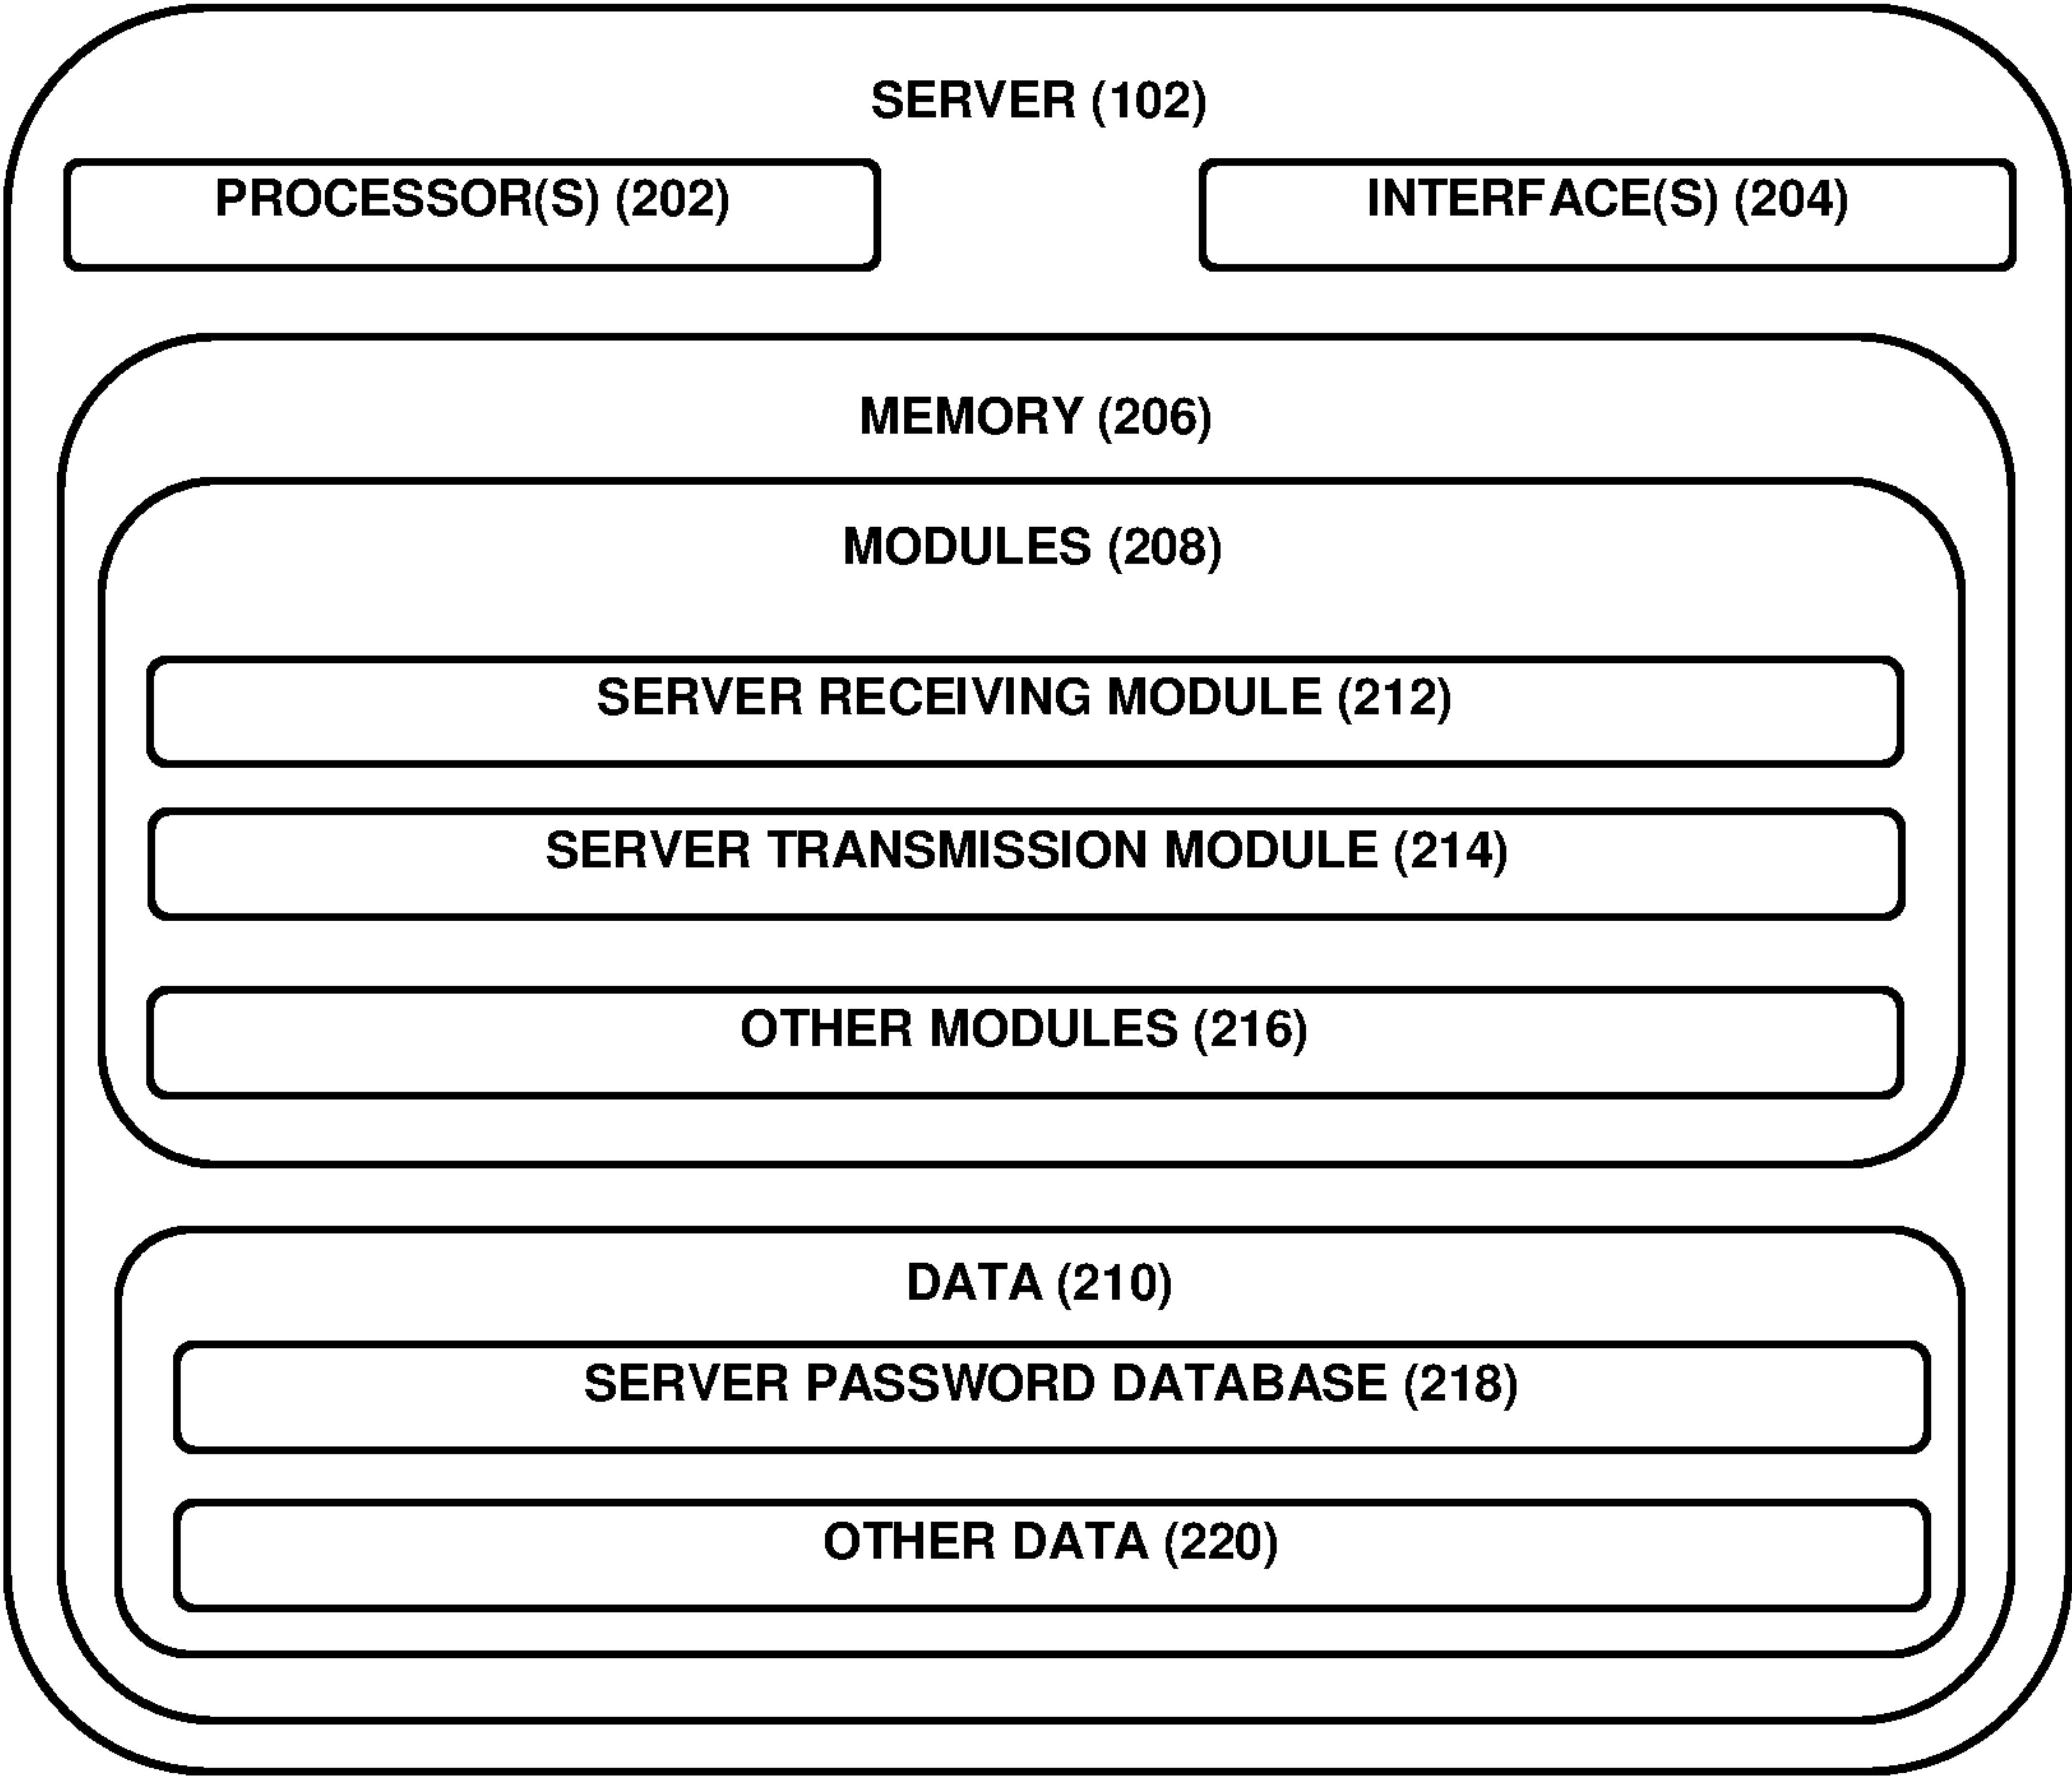 SERVER (102)
PROCESSOR(S) (202)
INTERFACE(S) (204)
MEMORY (206)
MODULES (208)
SERVER RECEIVING MODULE (212)
SERVER TRANSMISSION MODULE (214)
OTHER MODULES (216)
DATA (210)
SERVER PASSWORD DATABASE (218)
OTHER DATA (220)